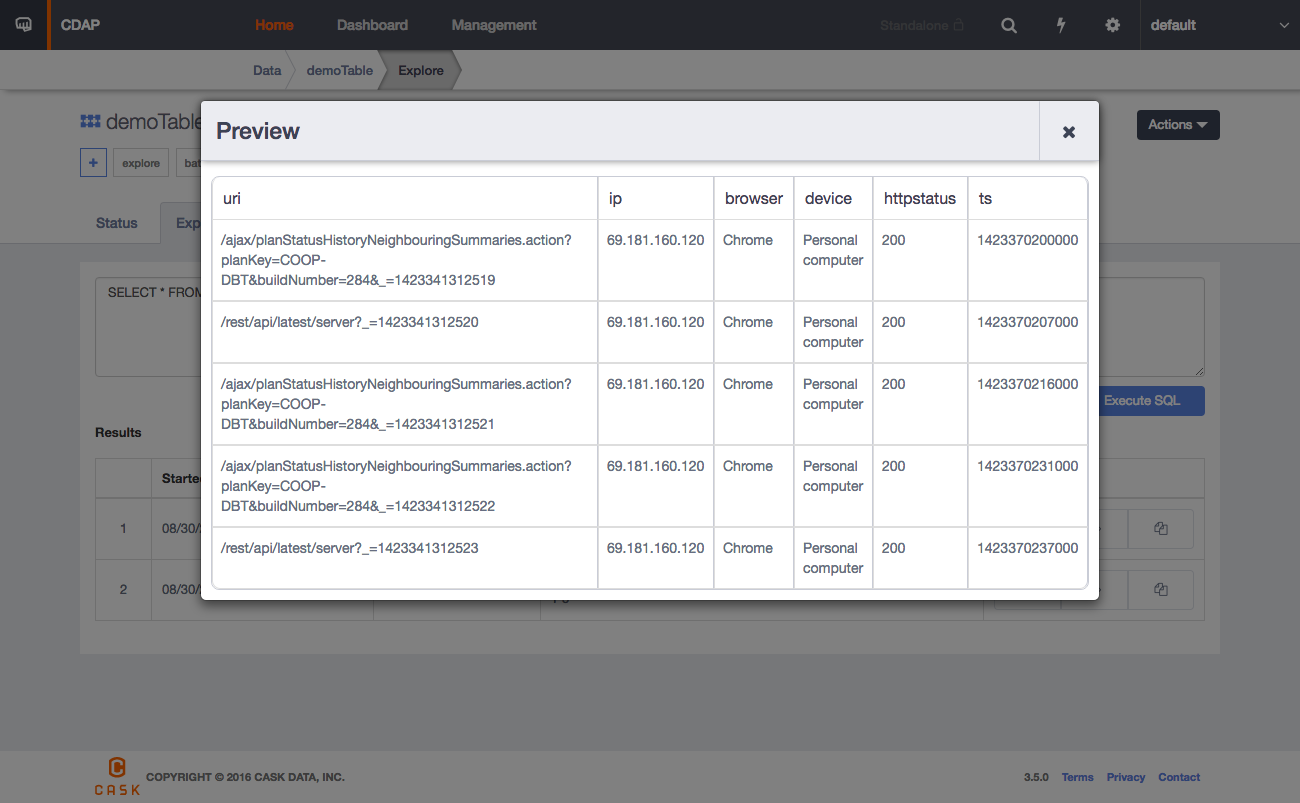 CDAP Home Dashboard Management Standalone default
Data demoTable Explore
demoTable
Actions
+ explore
Status
SELECT * FROM
Execute SQL
Results
1 08/30/
2 08/30/
Preview
uri ip browser device httpstatus ts
/ajax/planStatusHistoryNeighbouringSummaries.action? 69.181.160.120 Chrome Personal 200 1423370200000
planKey=COOP- computer
DBT&buildNumber=284&_=1423341312519
/rest/api/latest/server?_=1423341312520 69.181.160.120 Chrome Personal 200 1423370207000
computer
/ajax/planStatusHistoryNeighbouringSummaries.action? 69.181.160.120 Chrome Personal 200 1423370216000
planKey=COOP- computer
DBT&buildNumber=284&_=1423341312521
/ajax/planStatusHistoryNeighbouringSummaries.action? 69.181.160.120 Chrome Personal 200 1423370231000
planKey=COOP- computer
DBT&buildNumber=284&_=1423341312522
/rest/api/latest/server?_=1423341312523 69.181.160.120 Chrome Personal 200 1423370237000
computer
CASK
COPYRIGHT © 2016 CASK DATA, INC. 3.5.0 Terms Privacy Contact